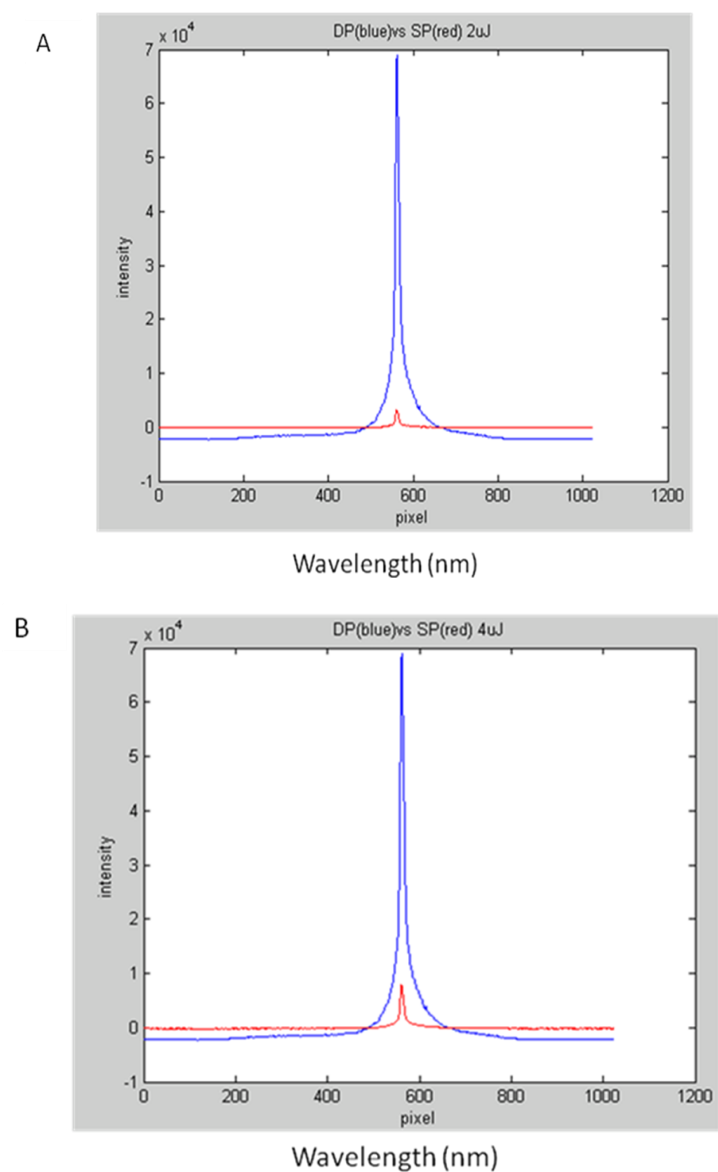 A
DP(blue)vs SP(red) 2uJ
x 10^4
7
6
5
4
3
2
1
0
-1
intensity
0 200 400 600 800 1000 1200
pixel
Wavelength (nm)
B
DP(blue)vs SP(red) 4uJ
x 10^4
7
6
5
4
3
2
1
0
-1
intensity
0 200 400 600 800 1000 1200
pixel
Wavelength (nm)